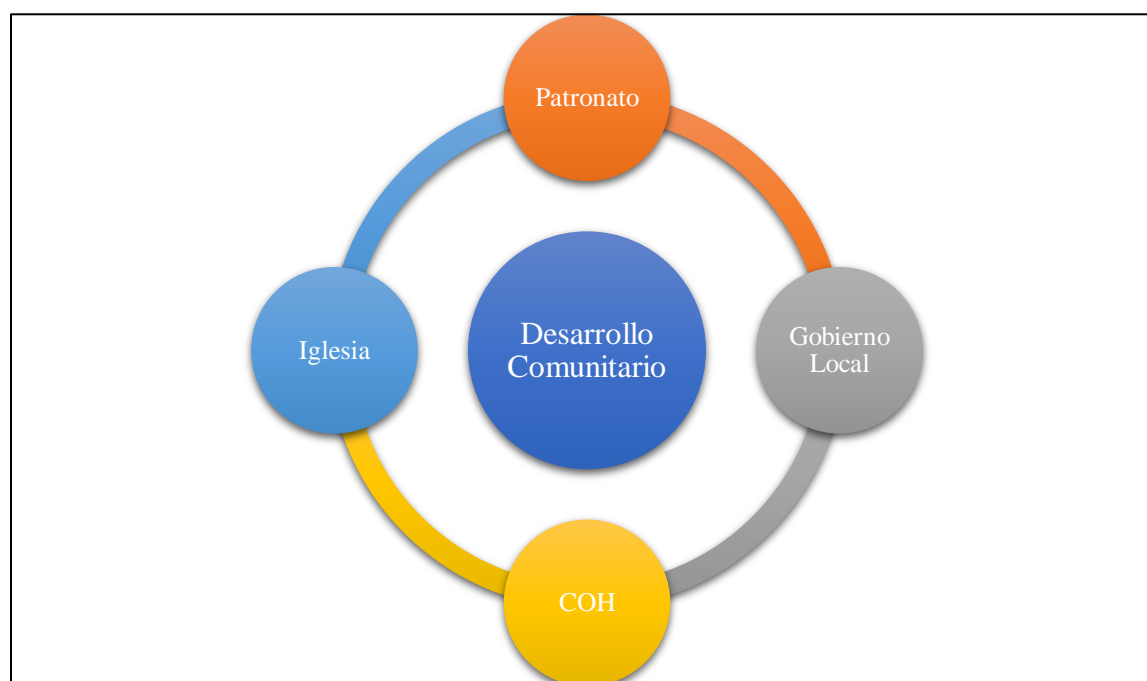 Patronato
Iglesia
Desarrollo
Comunitario
Gobierno
Local
COH